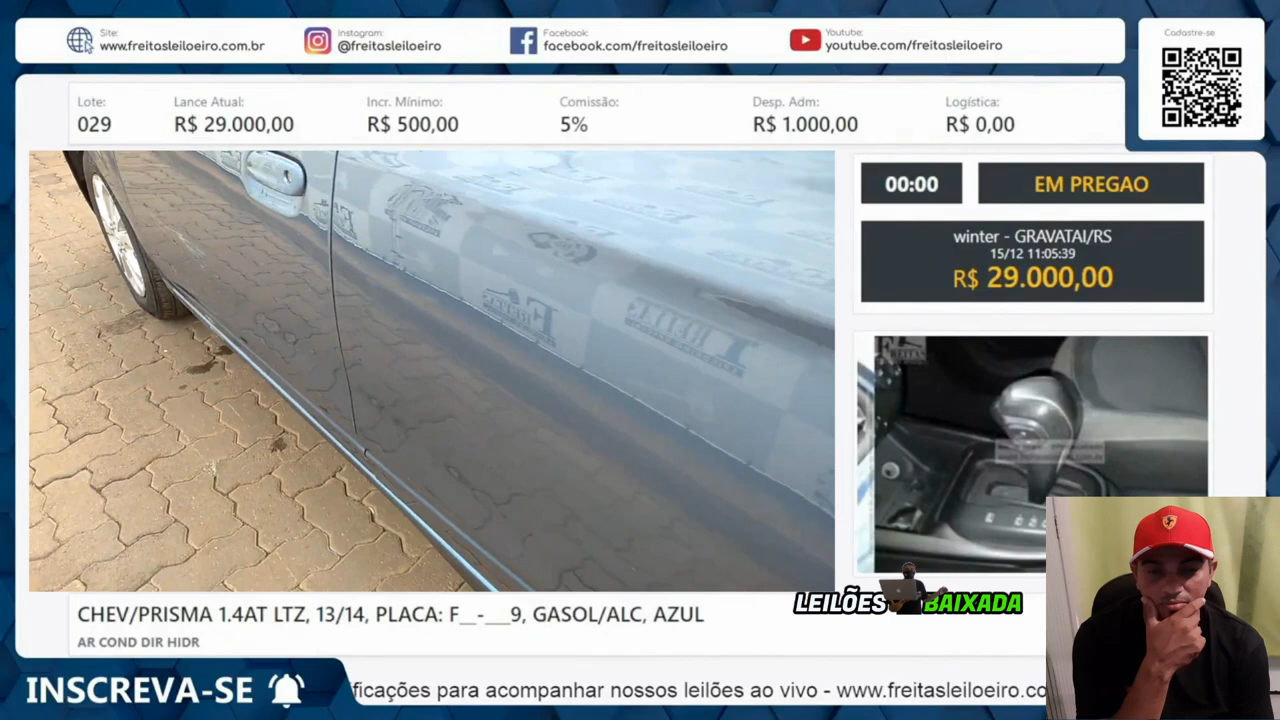 Site:
www.freitasleiloeiro.com.br
Instagram:
@freitasleiloeiro
Facebook:
facebook.com/freitasleiloeiro
Youtube:
youtube.com/freitasleiloeiro
Cadastre-se
Lote:
029
Lance Atual:
R$ 29.000,00
Incr. Mínimo:
R$ 500,00
Comissão:
5%
Desp. Adm:
R$ 1.000,00
Logística:
R$ 0,00
00:00
EM PREGAO
winter - GRAVATAI/RS
15/12 11:05:39
R$ 29.000,00
FREITAS
LEILÕES BAIXADA
CHEV/PRISMA 1.4AT LTZ, 13/14, PLACA: F__-___9, GASOL/ALC, AZUL
AR COND DIR HIDR
INSCREVA-SE
ficações para acompanhar nossos leilões ao vivo - www.freitasleiloeiro.co